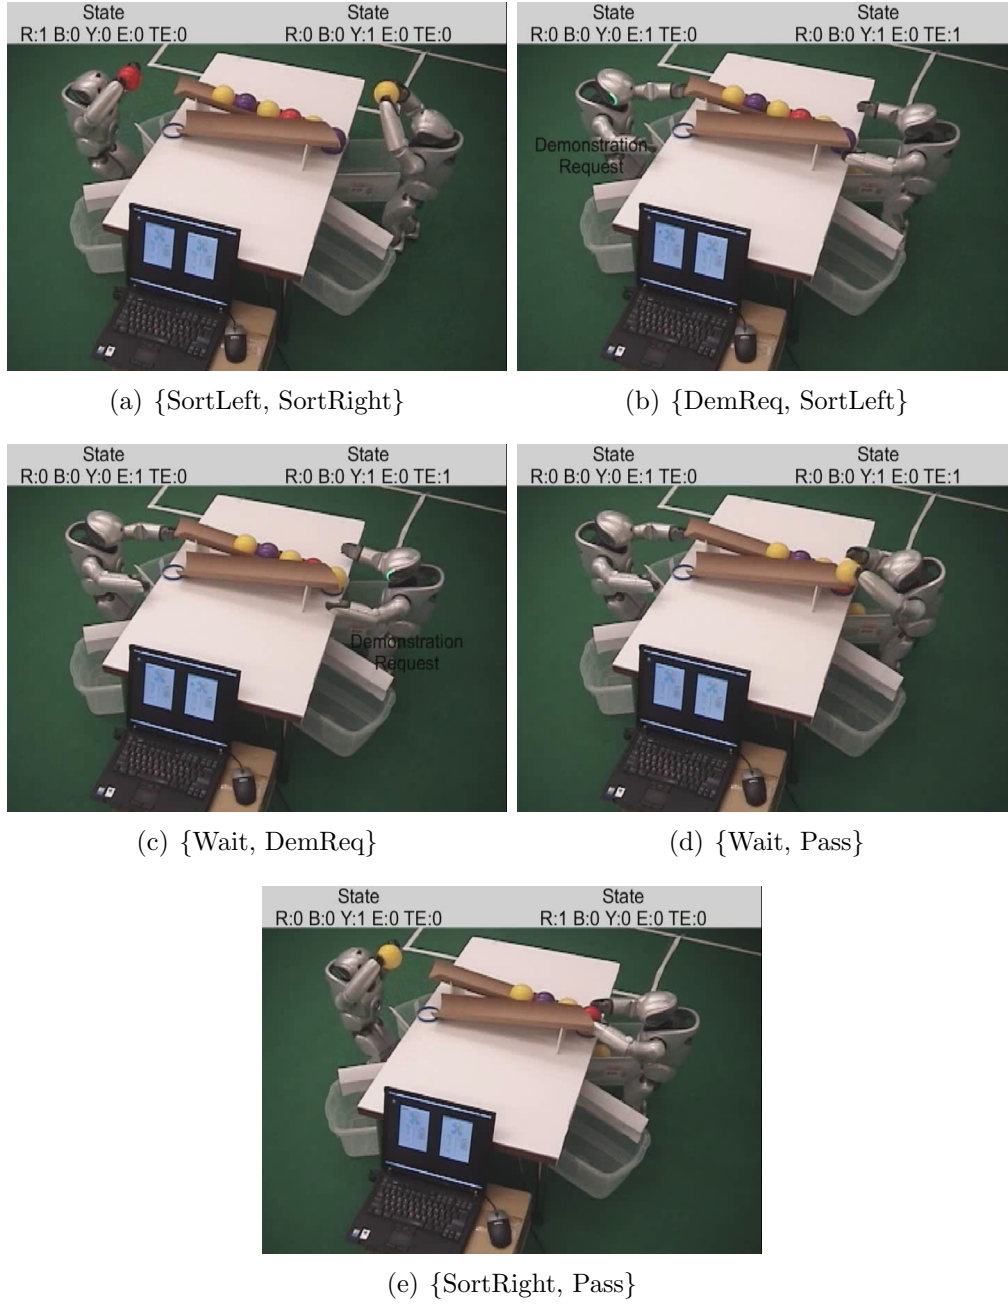 State State
R:1 B:0 Y:0 E:0 TE:0 R:0 B:0 Y:1 E:0 TE:0
State State
R:0 B:0 Y:0 E:1 TE:0 R:0 B:0 Y:1 E:0 TE:1
Demonstration
Request
(a) {SortLeft, SortRight}
(b) {DemReq, SortLeft}
State State
R:0 B:0 Y:0 E:1 TE:0 R:0 B:0 Y:1 E:0 TE:1
Demonstration
Request
State State
R:0 B:0 Y:0 E:1 TE:0 R:0 B:0 Y:1 E:0 TE:1
(c) {Wait, DemReq}
(d) {Wait, Pass}
State State
R:0 B:0 Y:1 E:0 TE:0 R:1 B:0 Y:0 E:0 TE:0
(e) {SortRight, Pass}